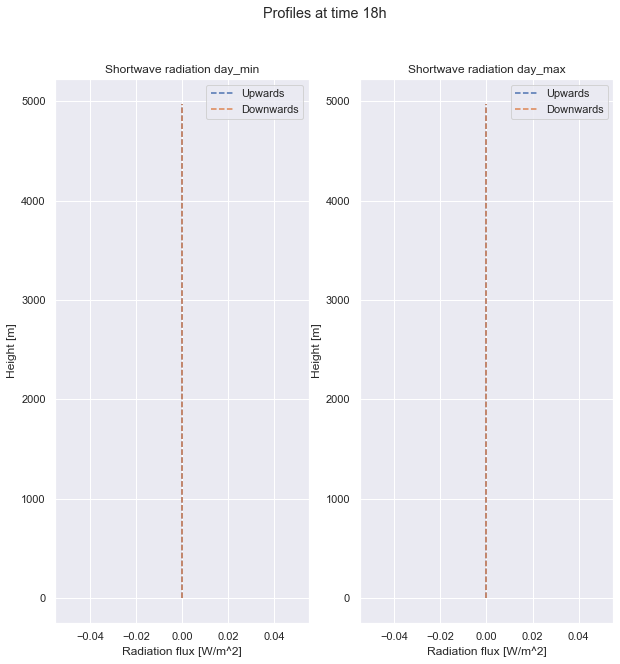 Profiles at time 18h
Shortwave radiation day_min
Upwards
Downwards
5000
4000
3000
2000
1000
0
Height [m]
−0.04 −0.02 0.00 0.02 0.04
Radiation flux [W/m^2]
Shortwave radiation day_max
Upwards
Downwards
5000
4000
3000
2000
1000
0
Height [m]
−0.04 −0.02 0.00 0.02 0.04
Radiation flux [W/m^2]